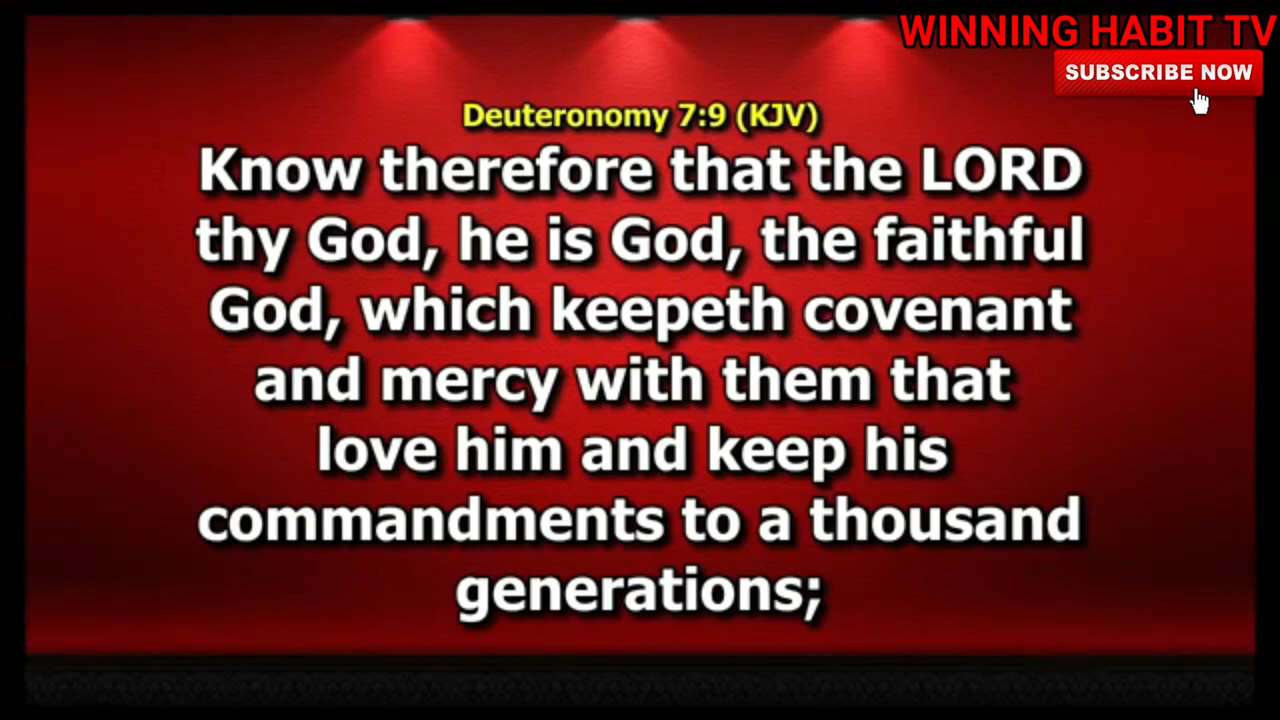 WINNING HABIT TV
SUBSCRIBE NOW
Deuteronomy 7:9 (KJV)
Know therefore that the LORD
thy God, he is God, the faithful
God, which keepeth covenant
and mercy with them that
love him and keep his
commandments to a thousand
generations;